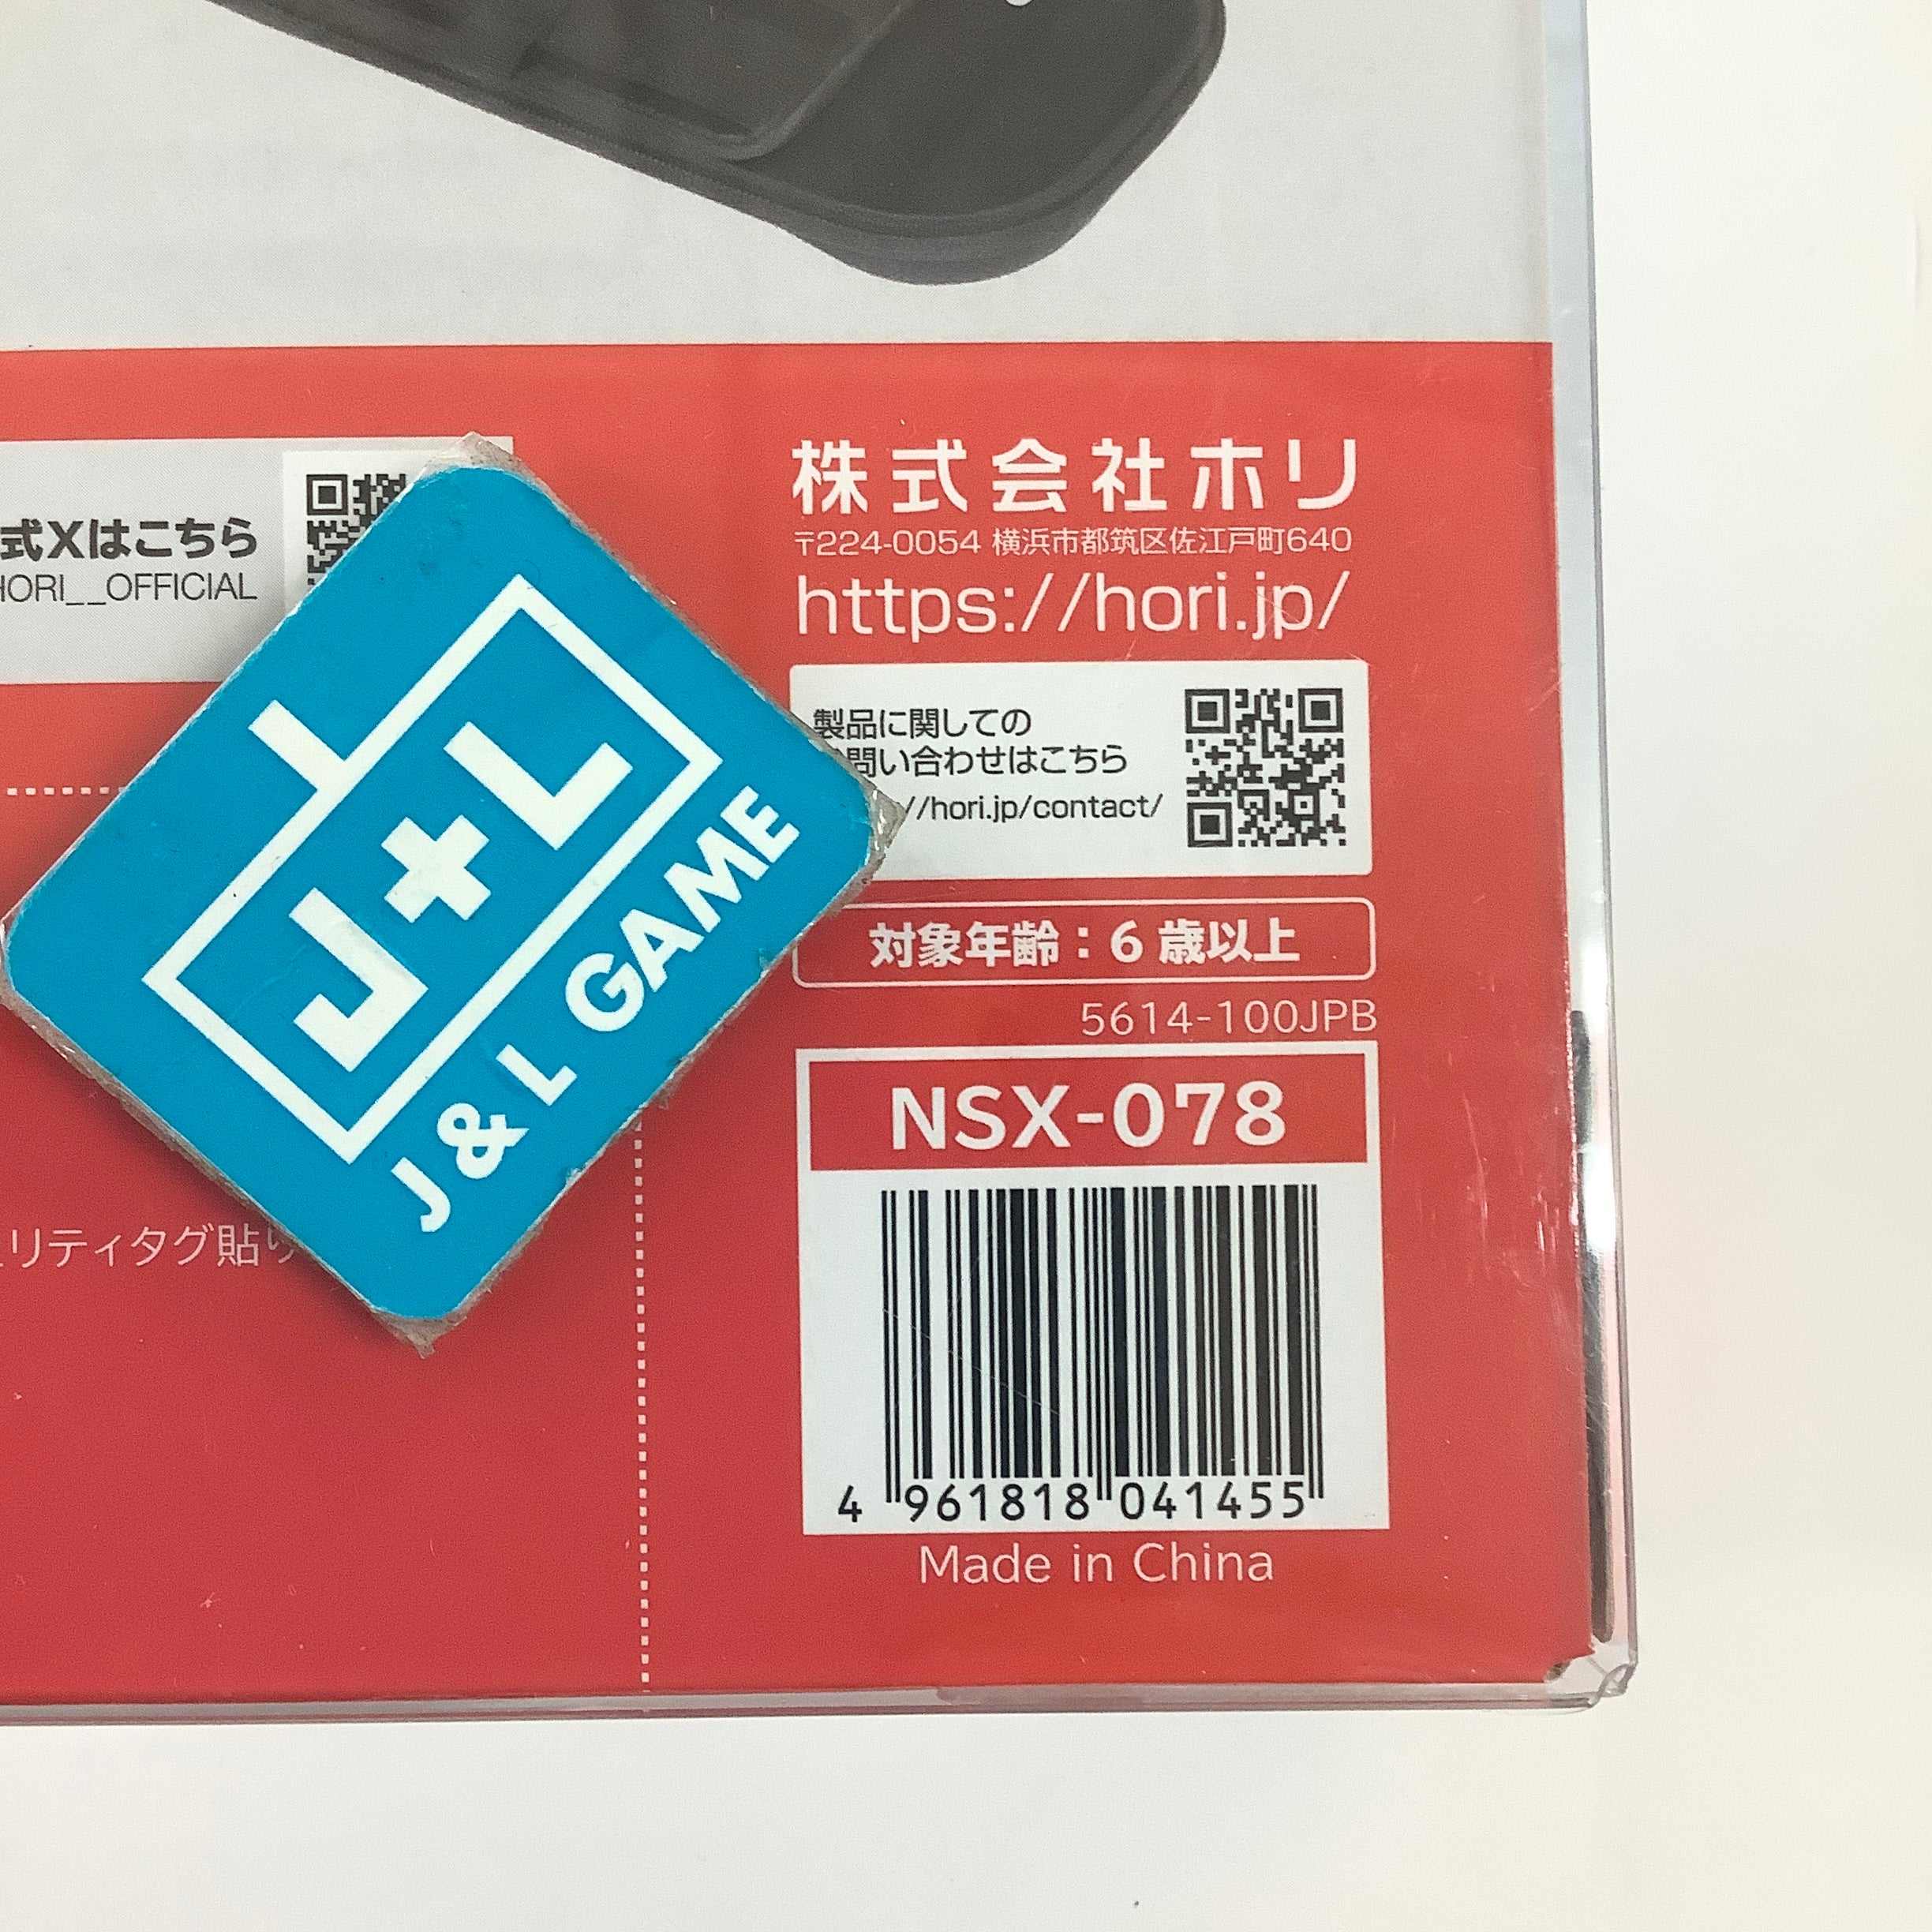 式Xはこちら
HORI__OFFICIAL
株式会社ホリ
〒224-0054 横浜市都筑区佐江戸町640
https://hori.jp/
製品に関しての
問い合わせはこちら
//hori.jp/contact/
J+L
J & L GAME
対象年齢：6 歳以上
5614-100JPB
NSX-078
リティタグ貼り
4 961818 041455
Made in China